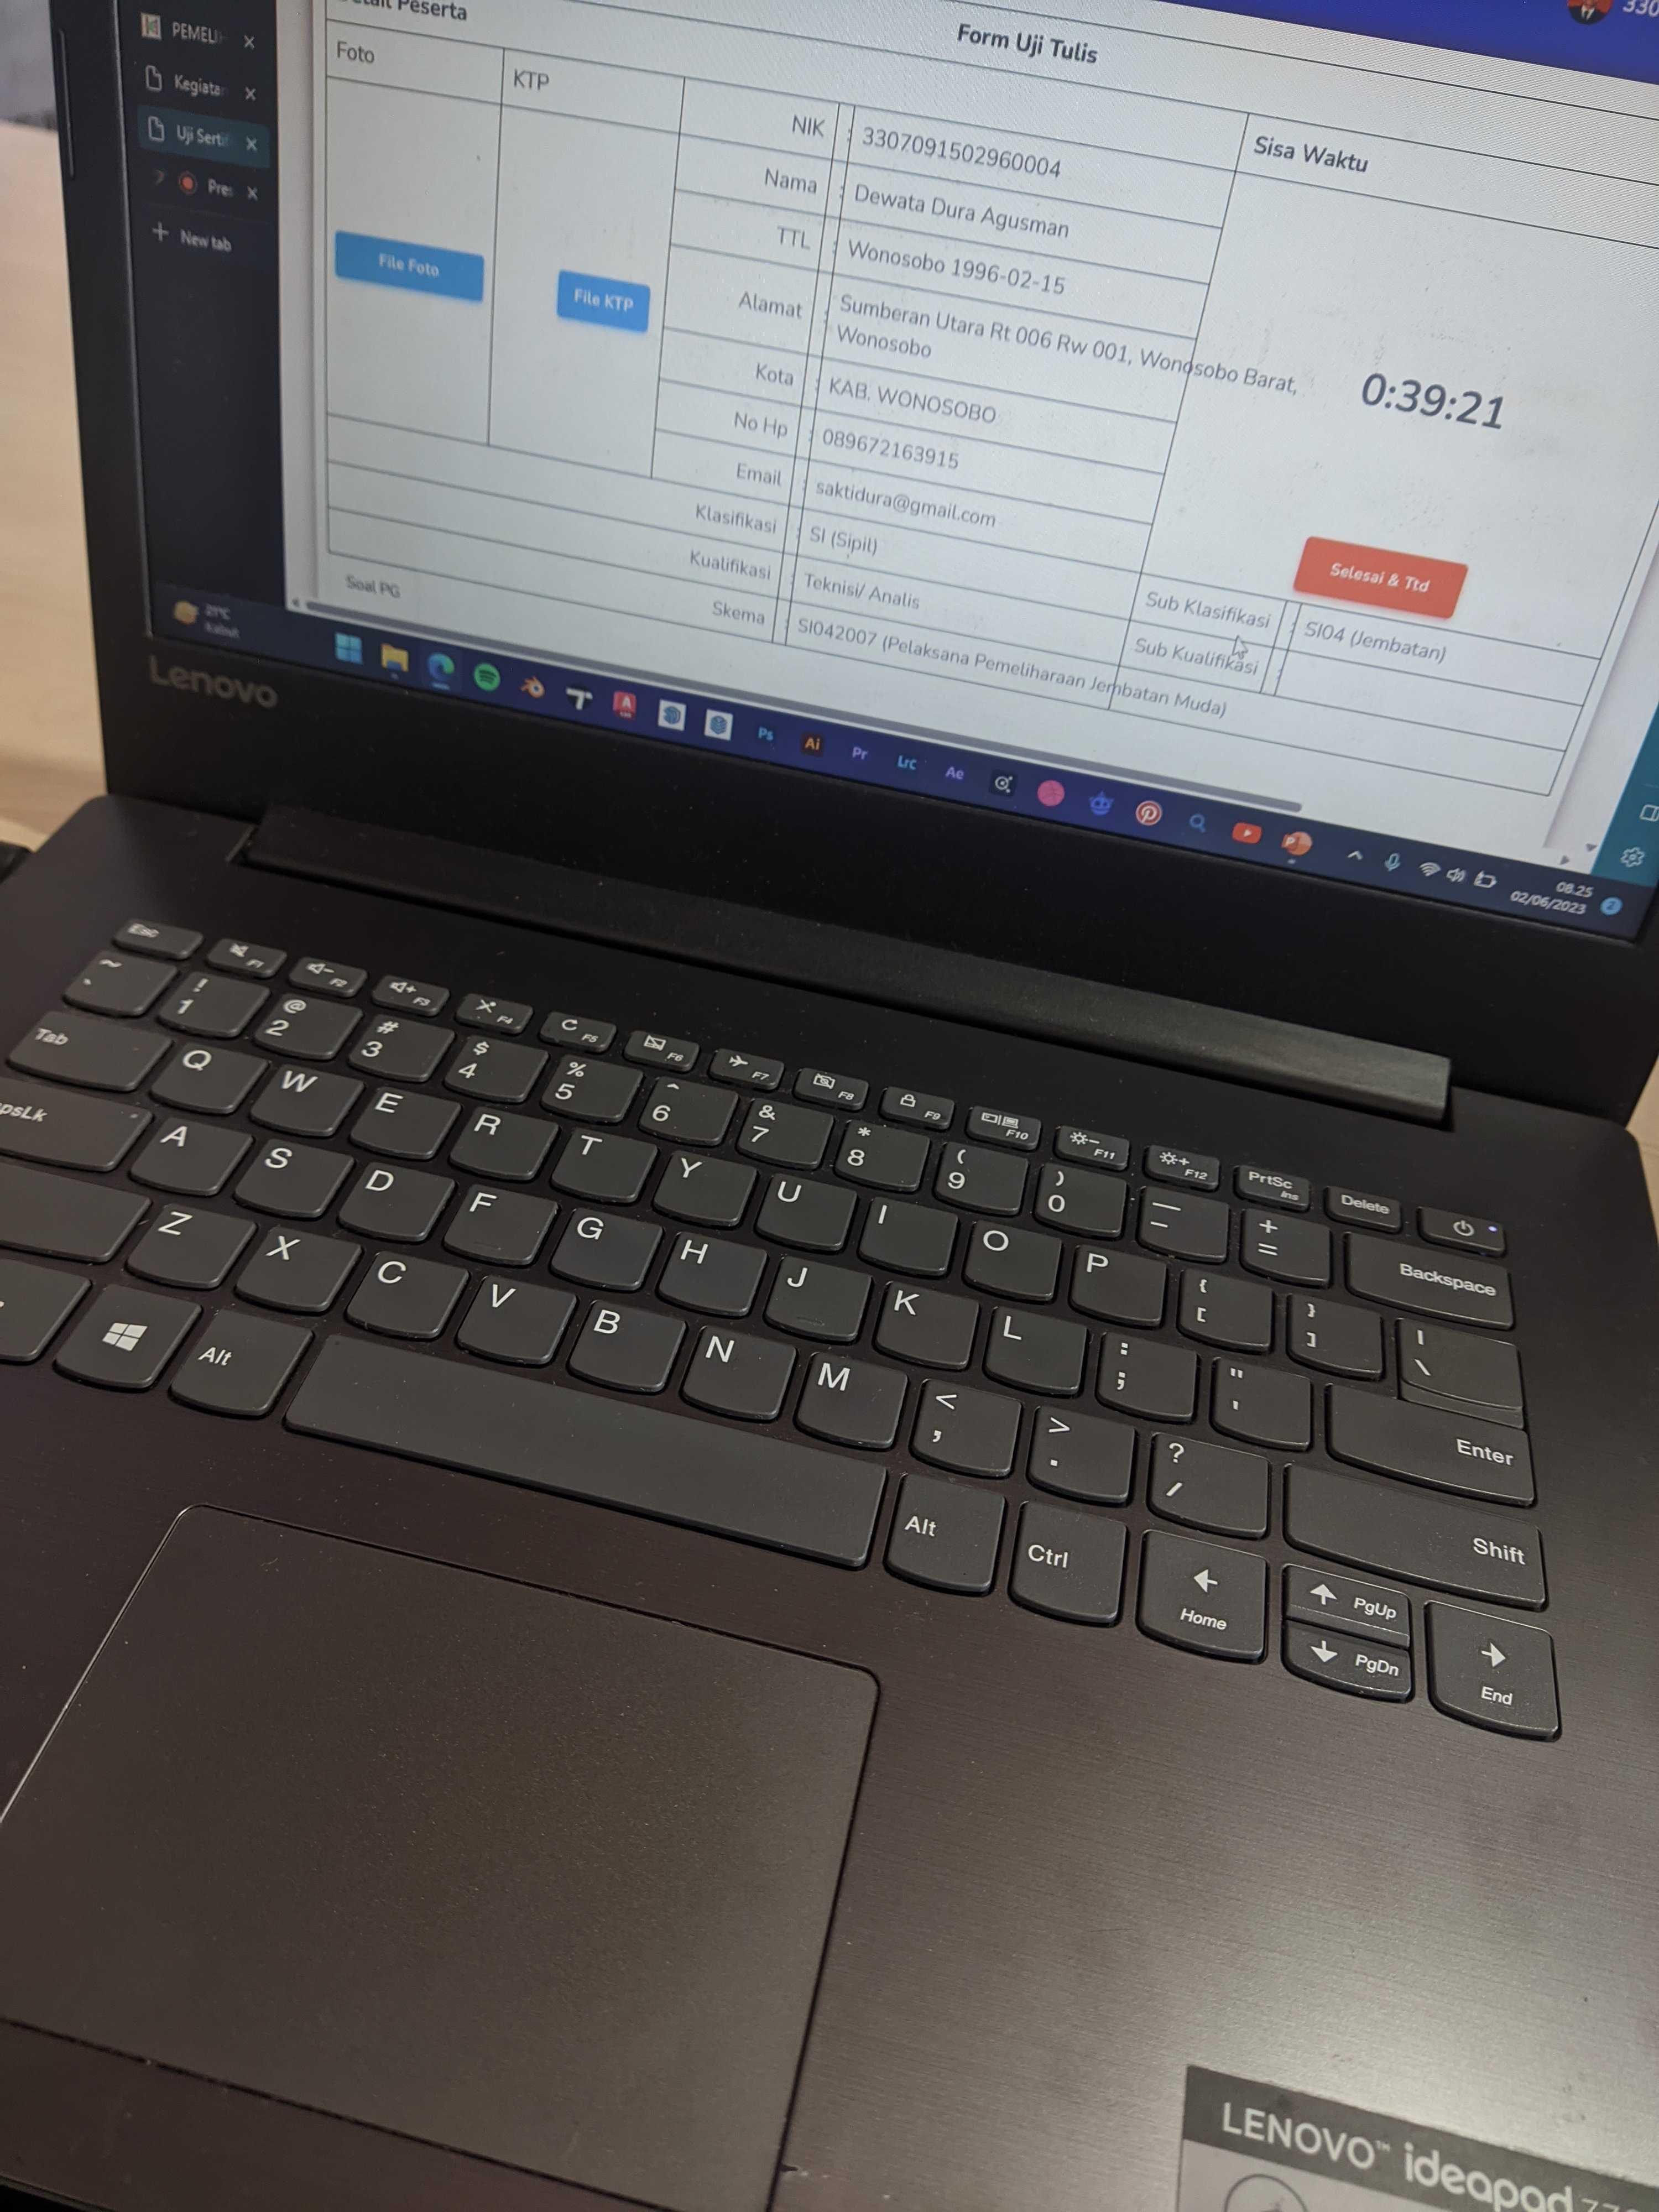 PEMELI
Kegiata
Uji Serti
Pre
New tab
Peserta
Form Uji Tulis
330
Foto
KTP
File Foto
File KTP
NIK : 3307091502960004
Nama : Dewata Dura Agusman
TTL : Wonosobo 1996-02-15
Alamat : Sumberan Utara Rt 006 Rw 001, Wonosobo Barat,
Wonosobo
Kota : KAB. WONOSOBO
No Hp : 089672163915
Email : saktidura@gmail.com
Sisa Waktu
0:39:21
Selesai & Ttd
Klasifikasi : SI (Sipil)
Sub Klasifikasi : SI04 (Jembatan)
Kualifikasi : Teknisi/ Analis
Sub Kualifikasi :
Skema : SI042007 (Pelaksana Pemeliharaan Jembatan Muda)
Soal PG
21°C
Kabut
Ps Ai Pr Lrc Ae
08.25
02/06/2023
2
Lenovo
Esc F1 F2 F3 F4 F5 F6 F7 F8 F9 F10 F11 F12 PrtSc Ins Delete
~ ` ! 1 @ 2 # 3 $ 4 % 5 ^ 6 & 7 * 8 ( 9 ) 0 — - + = Backspace
Tab Q W E R T Y U I O P { [ } ] | \
psLk A S D F G H J K L : ; " ' Enter
Z X C V B N M < , > . ? / Shift
Alt Alt Ctrl Home PgUp PgDn End
LENOVO™ ideapad